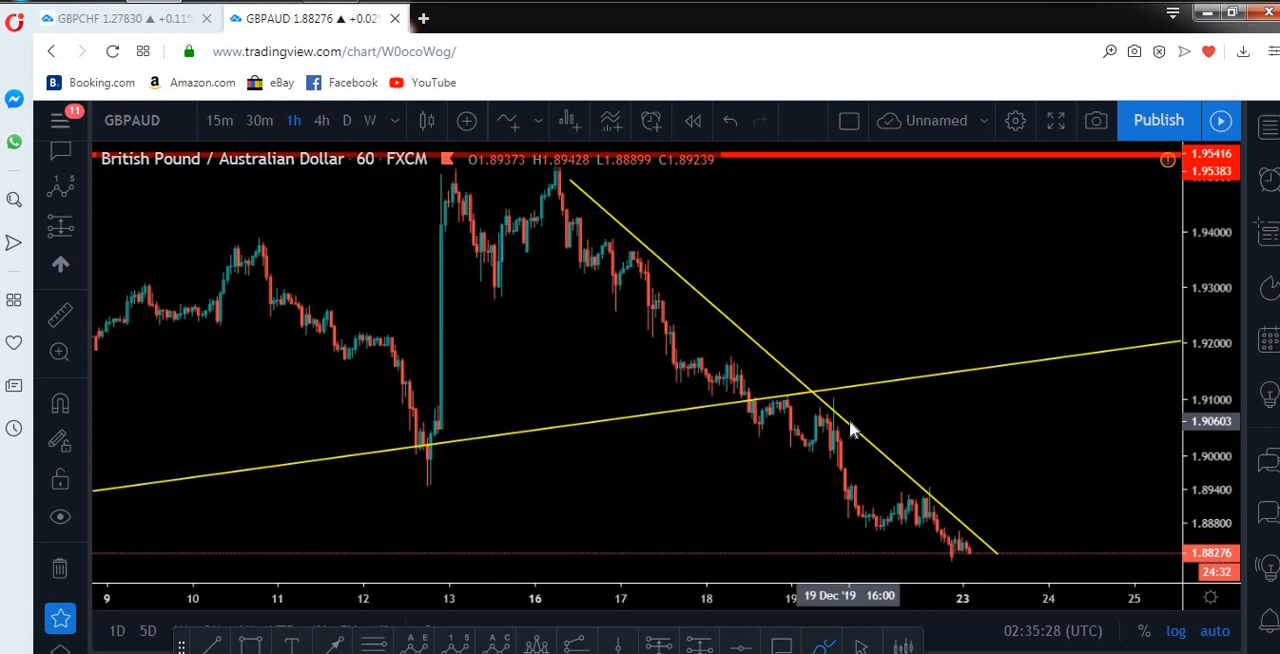 GBPCHF 1.27830 ▲ +0.11%
GBPAUD 1.88276 ▲ +0.02%
www.tradingview.com/chart/W0ocoWog/
B. Booking.com
a Amazon.com
eBay
Facebook
YouTube
11
GBPAUD
15m 30m 1h 4h D W
Unnamed
Publish
British Pound / Australian Dollar · 60 · FXCM
O1.89373 H1.89428 L1.88899 C1.89239
1.95416
1.95383
1.94000
1.93000
1.92000
1.91000
1.90603
1.90000
1.89400
1.88800
1.88276
24:32
9 10 11 12 13 16 17 18 19 Dec '19 16:00 23 24 25
1D 5D
02:35:28 (UTC)
% log auto